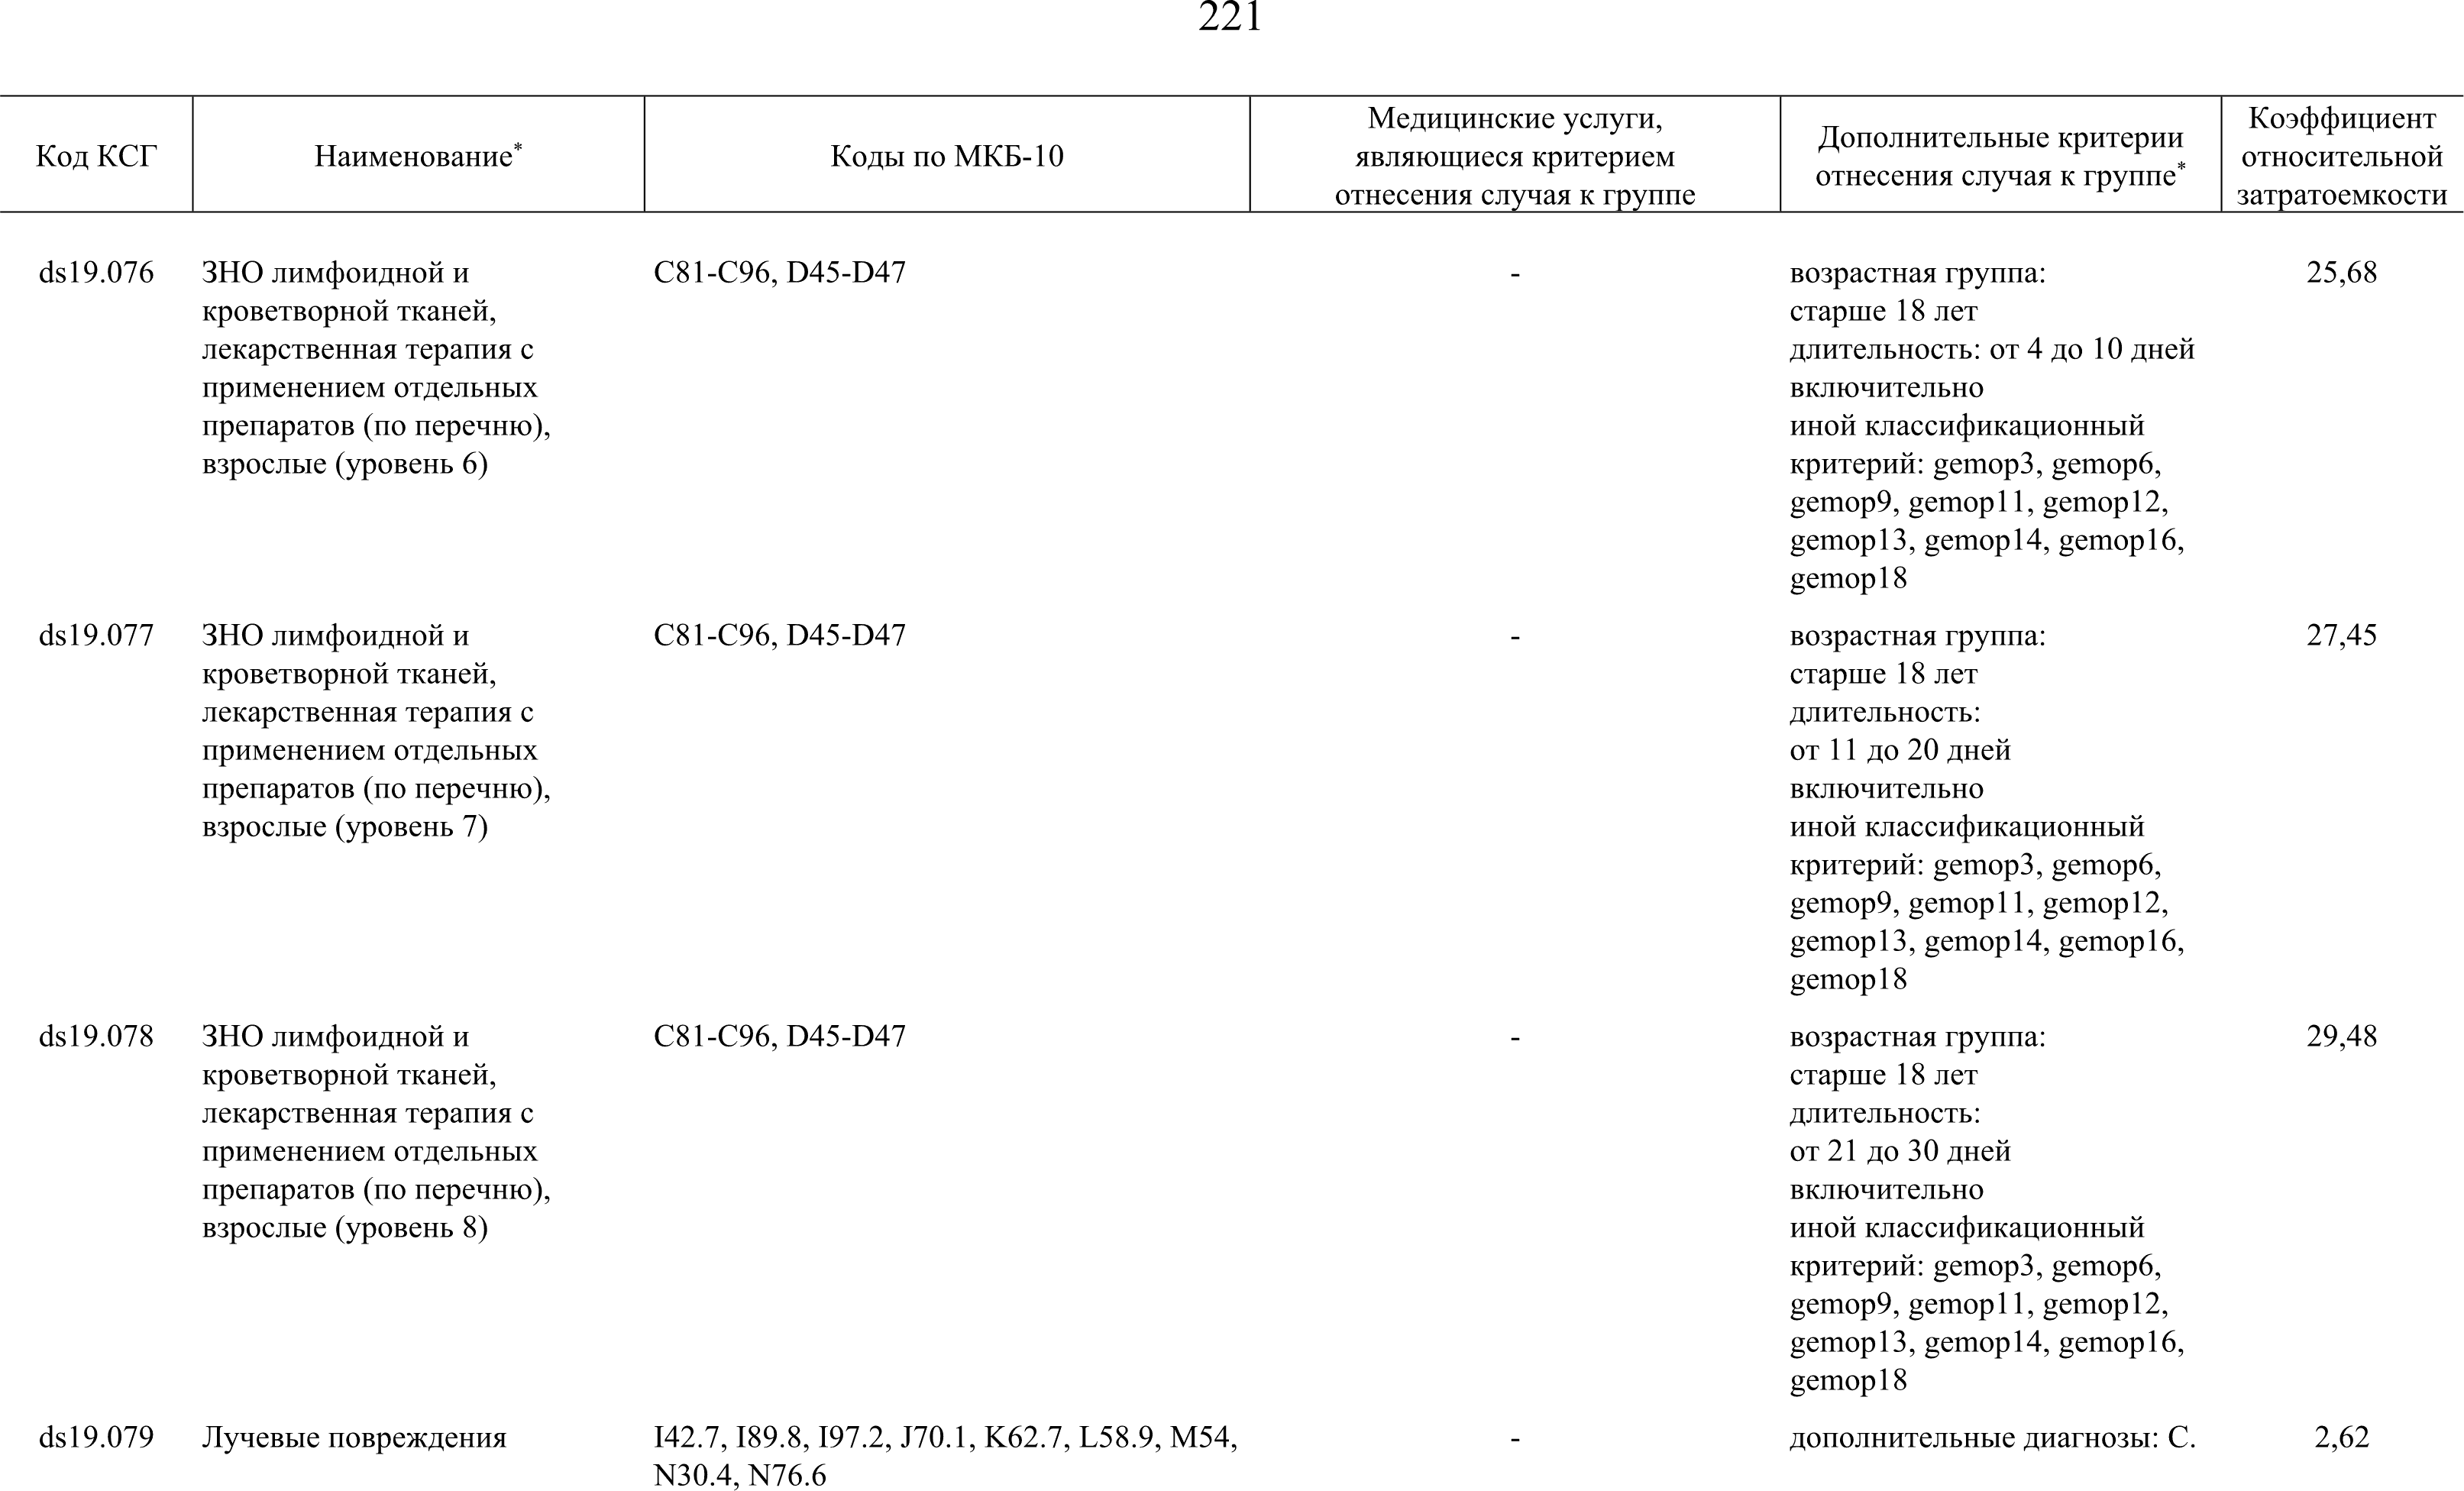 221
Код КСГ
Наименование*
Коды по МКБ-10
Медицинские услуги,
являющиеся критерием
отнесения случая к группе
Дополнительные критерии
отнесения случая к группе*
Коэффициент
относительной
затратоемкости
ds19.076
ЗНО лимфоидной и
кроветворной тканей,
лекарственная терапия с
применением отдельных
препаратов (по перечню),
взрослые (уровень 6)
C81-C96, D45-D47
-
возрастная группа:
старше 18 лет
длительность: от 4 до 10 дней
включительно
иной классификационный
критерий: gemop3, gemop6,
gemop9, gemop11, gemop12,
gemop13, gemop14, gemop16,
gemop18
25,68
ds19.077
ЗНО лимфоидной и
кроветворной тканей,
лекарственная терапия с
применением отдельных
препаратов (по перечню),
взрослые (уровень 7)
C81-C96, D45-D47
-
возрастная группа:
старше 18 лет
длительность:
от 11 до 20 дней
включительно
иной классификационный
критерий: gemop3, gemop6,
gemop9, gemop11, gemop12,
gemop13, gemop14, gemop16,
gemop18
27,45
ds19.078
ЗНО лимфоидной и
кроветворной тканей,
лекарственная терапия с
применением отдельных
препаратов (по перечню),
взрослые (уровень 8)
C81-C96, D45-D47
-
возрастная группа:
старше 18 лет
длительность:
от 21 до 30 дней
включительно
иной классификационный
критерий: gemop3, gemop6,
gemop9, gemop11, gemop12,
gemop13, gemop14, gemop16,
gemop18
29,48
ds19.079
Лучевые повреждения
I42.7, I89.8, I97.2, J70.1, K62.7, L58.9, M54,
N30.4, N76.6
-
дополнительные диагнозы: C.
2,62